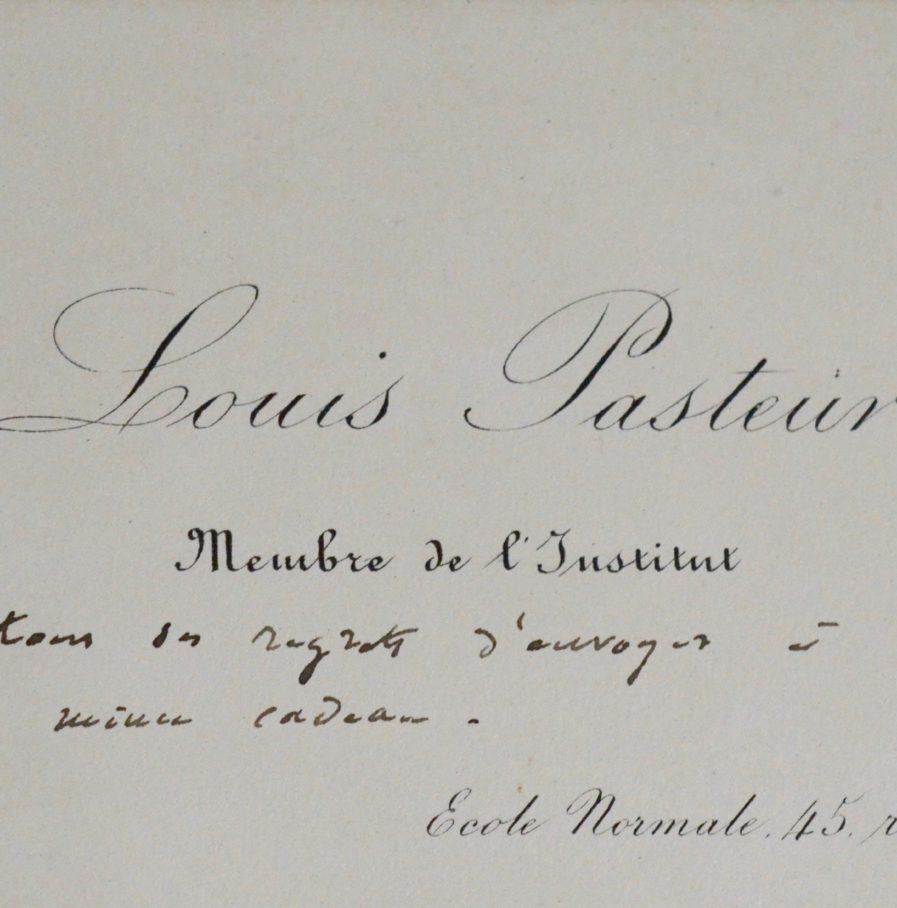 Louis Pasteur
Membre de l'Institut
tous ses regrets d'envoyer
mince cadeau.
Ecole Normale, 45, r